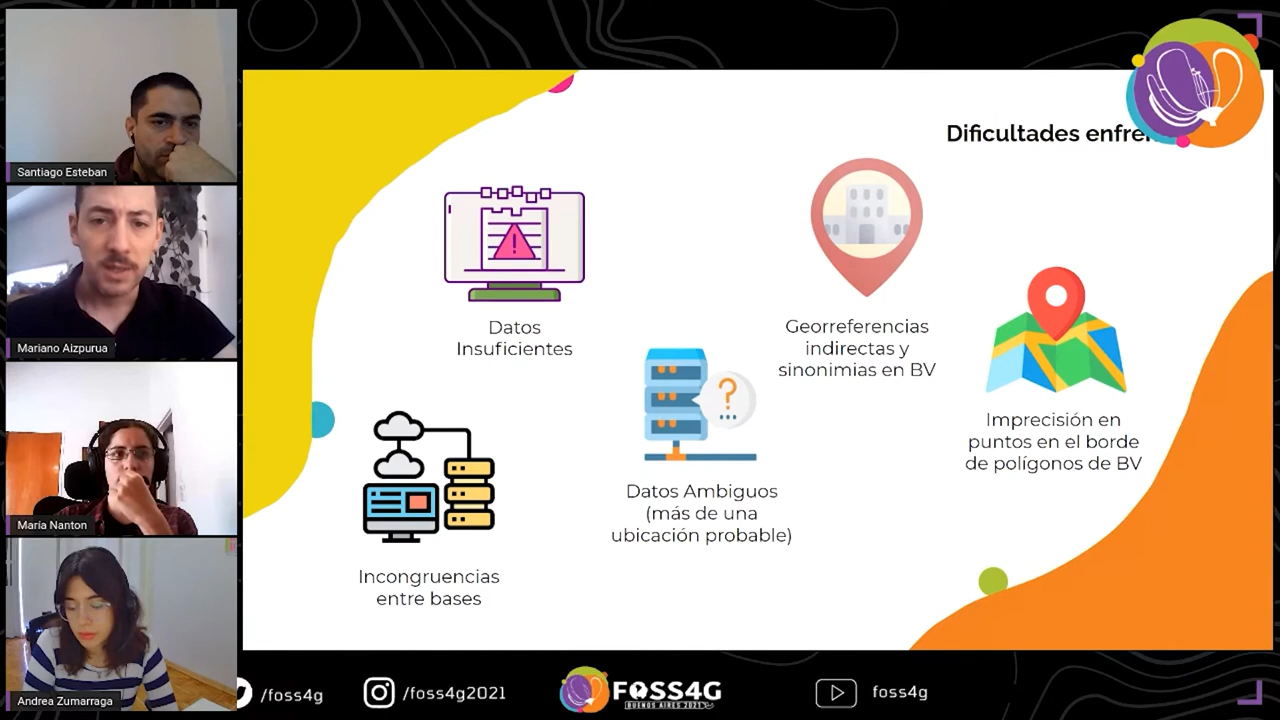 Santiago Esteban
Mariano Aizpurua
María Nanton
Andrea Zumarraga
Dificultades enfre
Datos
Insuficientes
Georreferencias
indirectas y
sinonimias en BV
Imprecisión en
puntos en el borde
de polígonos de BV
Datos Ambiguos
(más de una
ubicación probable)
Incongruencias
entre bases
/foss4g
/foss4g2021
FOSS4G
BUENOS AIRES 2021
foss4g